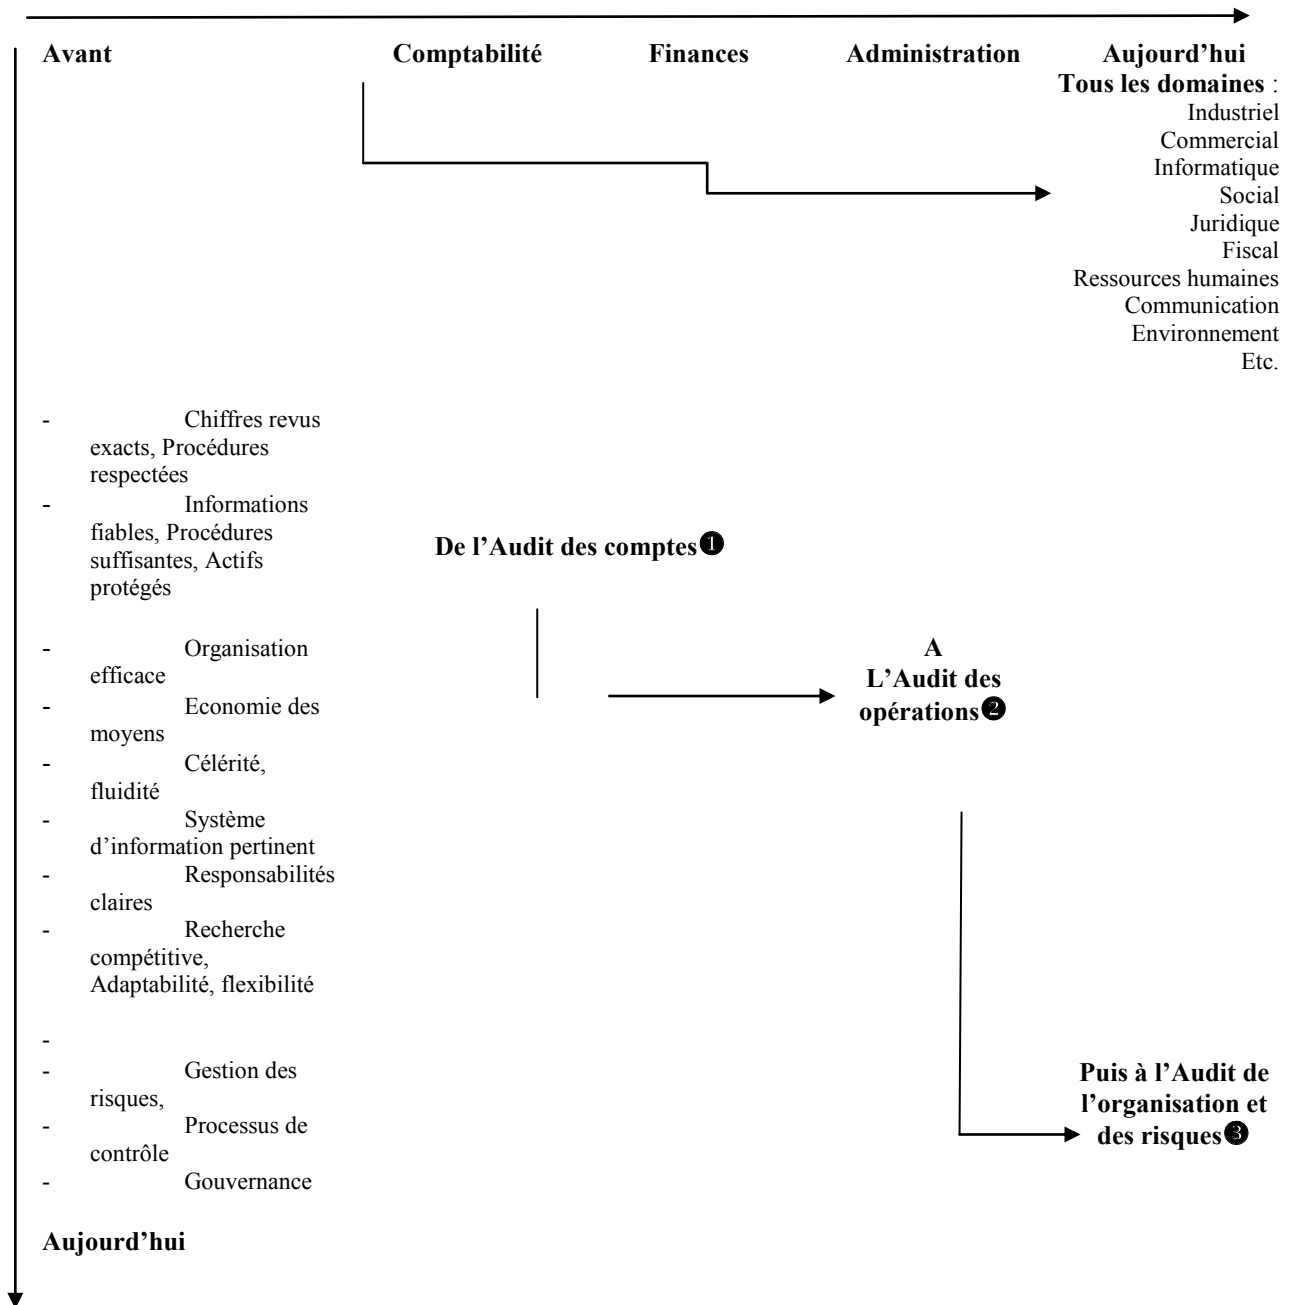 Avant Comptabilité Finances Administration Aujourd’hui
Tous les domaines :
Industriel
Commercial
Informatique
Social
Juridique
Fiscal
Ressources humaines
Communication
Environnement
Etc.
- Chiffres revus
exacts, Procédures
respectées
- Informations
fiables, Procédures
suffisantes, Actifs
protégés
De l’Audit des comptes❶
- Organisation
efficace
- Economie des
moyens
- Célérité,
fluidité
- Système
d’information pertinent
- Responsabilités
claires
- Recherche
compétitive,
Adaptabilité, flexibilité
A
L’Audit des
opérations❷
-
- Gestion des
risques,
- Processus de
contrôle
- Gouvernance
Puis à l’Audit de
l’organisation et
des risques❸
Aujourd’hui